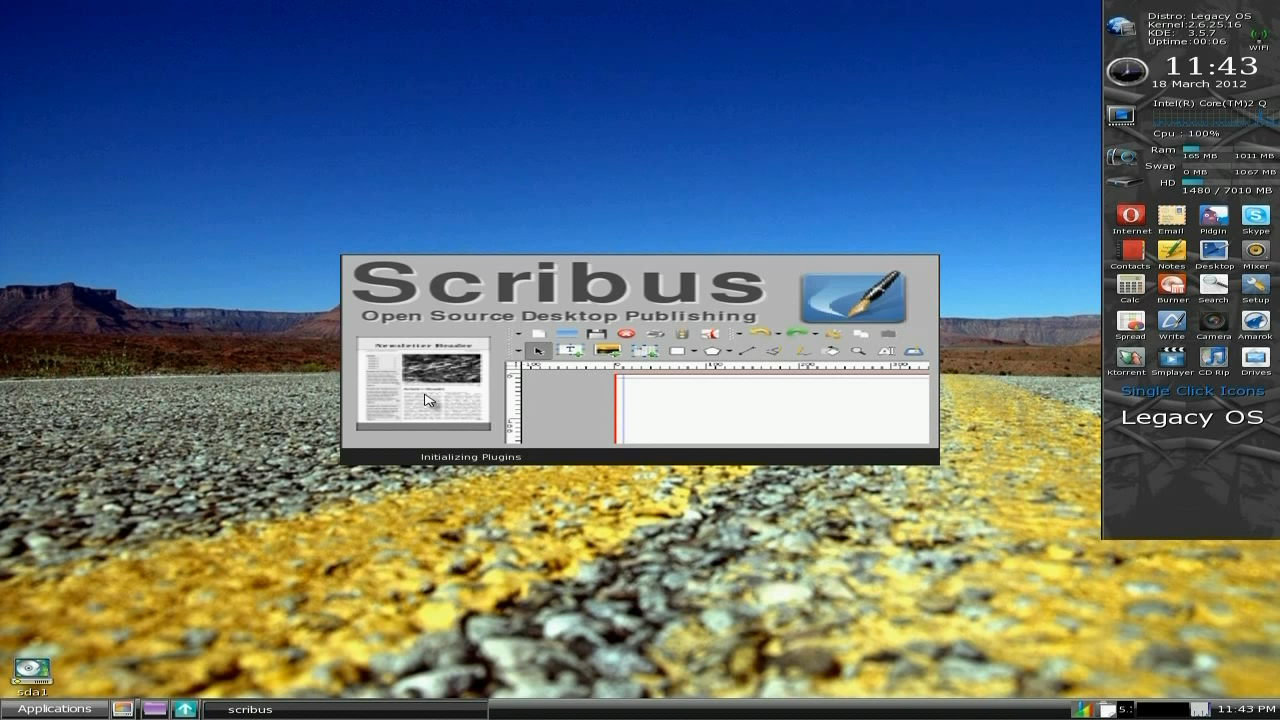 Distro: Legacy OS
Kernel:2.6.25.16
KDE: 3.5.7
Uptime:00:06
WIFI
11:43
18 March 2012
Intel(R) Core(TM)2 Q
Cpu : 100%
Ram
165 MB 1011 MB
Swap
0 MB 1067 MB
HD
1480 / 7010 MB
Internet Email Pidgin Skype
Contacts Notes Desktop Mixer
Calc Burner Search Setup
Spread Write Camera Amarok
Ktorrent Smplayer CD Rip Drives
Single Click Icons
Legacy OS
Scribus
Open Source Desktop Publishing
Newsletter Header
Initializing Plugins
sda1
Applications
scribus
5.:
11:43 PM